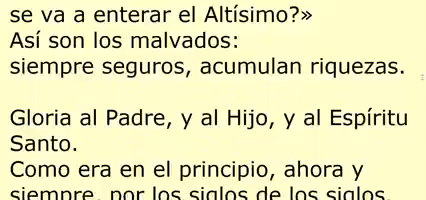 se va a enterar el Altísimo?»
Así son los malvados:
siempre seguros, acumulan riquezas.
Gloria al Padre, y al Hijo, y al Espíritu
Santo.
Como era en el principio, ahora y
siempre, por los siglos de los siglos.